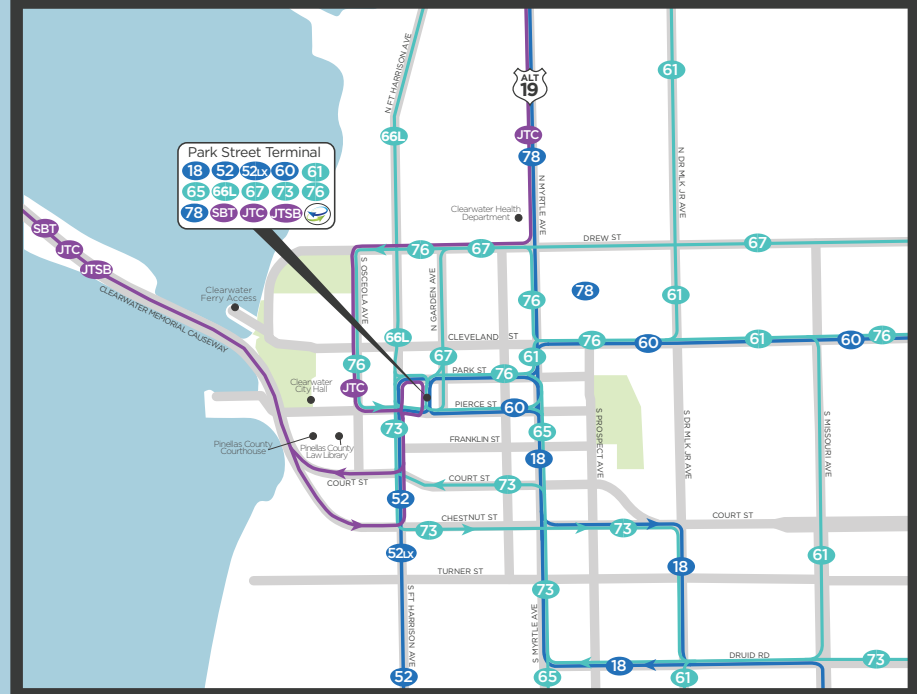 N FT HARRISON AVE
ALT
19
61
66L
JTC
78
Park Street Terminal
18 52 52LX 60 61
65 66L 67 73 76
78 SBT JTC JTSB
N MYRTLE AVE
N DR MLK JR AVE
Clearwater Health
Department
SBT
JTC
JTSB
76
67
DREW ST
67
S OSCEOLA AVE
N GARDEN AVE
78
61
76
Clearwater
Ferry Access
CLEARWATER MEMORIAL CAUSEWAY
66L
CLEVELAND ST
76
60
61
60
76
67
61
76
PARK ST
76
JTC
Clearwater
City Hall
PIERCE ST
60
73
65
FRANKLIN ST
S PROSPECT AVE
S DR MLK JR AVE
S MISSOURI AVE
Pinellas County
Courthouse
Pinellas County
Law Library
18
COURT ST
COURT ST
73
52
CHESTNUT ST
COURT ST
73
73
52LX
61
18
TURNER ST
73
S FT HARRISON AVE
S MYRTLE AVE
DRUID RD
18
73
52
65
61